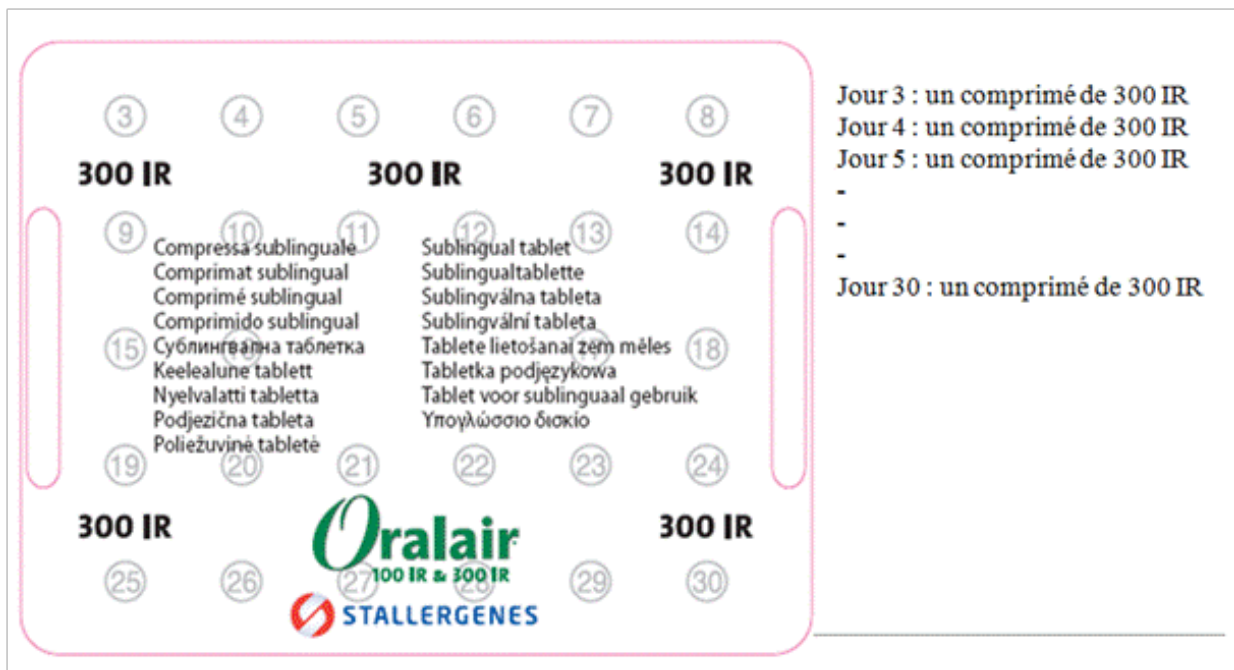 3 4 5 6 7 8
300 IR 300 IR 300 IR
9 10 11 12 13 14
Compressa sublinguale
Comprimat sublingual
Comprimé sublingual
Comprimido sublingual
Сублингвална таблетка
Keelealune tablett
Nyelvalatti tabletta
Podjezična tableta
Poliežuvinė tabletė
Sublingual tablet
Sublingualtablette
Sublingválna tableta
Sublingvální tableta
Tablete lietošanai zem mēles
Tabletka podjęzykowa
Tablet voor sublinguaal gebruik
Υπογλώσσιο δισκίο
15 16 17 18
19 20 21 22 23 24
300 IR 300 IR
Oralair
100 IR & 300 IR
25 26 27 28 29 30
STALLERGENES
Jour 3 : un comprimé de 300 IR
Jour 4 : un comprimé de 300 IR
Jour 5 : un comprimé de 300 IR
-
-
-
Jour 30 : un comprimé de 300 IR